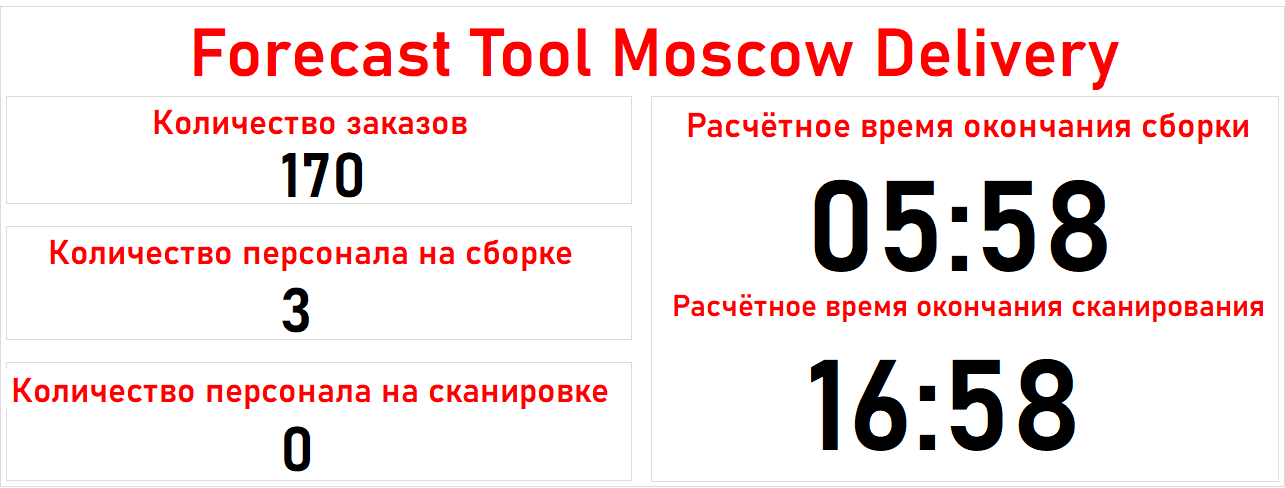 Forecast Tool Moscow Delivery
Количество заказов
170
Количество персонала на сборке
3
Количество персонала на сканировке
0
Расчётное время окончания сборки
05:58
Расчётное время окончания сканирования
16:58